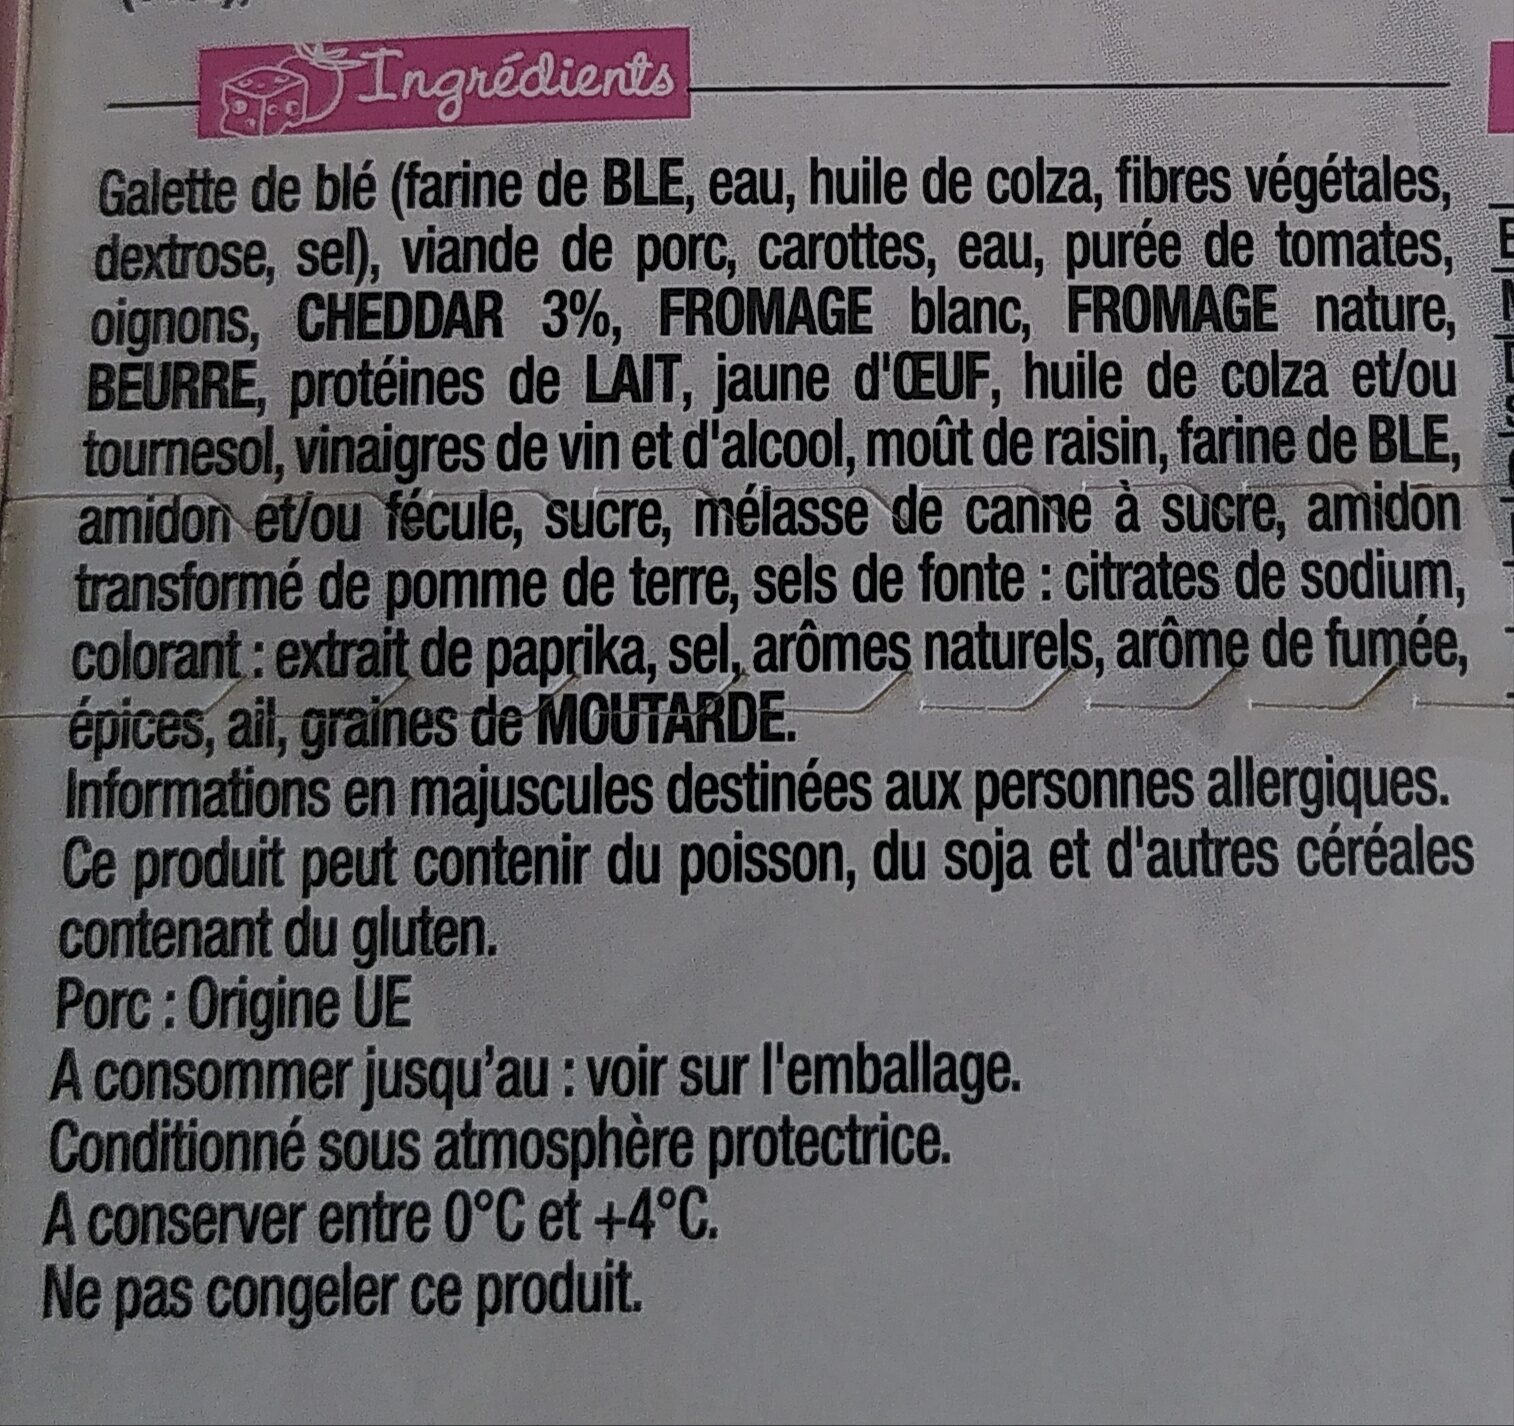 Ingrédients
Galette de blé (farine de BLE, eau, huile de colza, fibres végétales,
dextrose, sel), viande de porc, carottes, eau, purée de tomates,
oignons, CHEDDAR 3%, FROMAGE blanc, FROMAGE nature,
BEURRE, protéines de LAIT, jaune d'ŒUF, huile de colza et/ou
tournesol, vinaigres de vin et d'alcool, moût de raisin, farine de BLE,
amidon et/ou fécule, sucre, mélasse de canne à sucre, amidon
transformé de pomme de terre, sels de fonte : citrates de sodium,
colorant : extrait de paprika, sel, arômes naturels, arôme de fumée,
épices, ail, graines de MOUTARDE.
Informations en majuscules destinées aux personnes allergiques.
Ce produit peut contenir du poisson, du soja et d'autres céréales
contenant du gluten.
Porc : Origine UE
A consommer jusqu’au : voir sur l'emballage.
Conditionné sous atmosphère protectrice.
A conserver entre 0°C et +4°C.
Ne pas congeler ce produit.